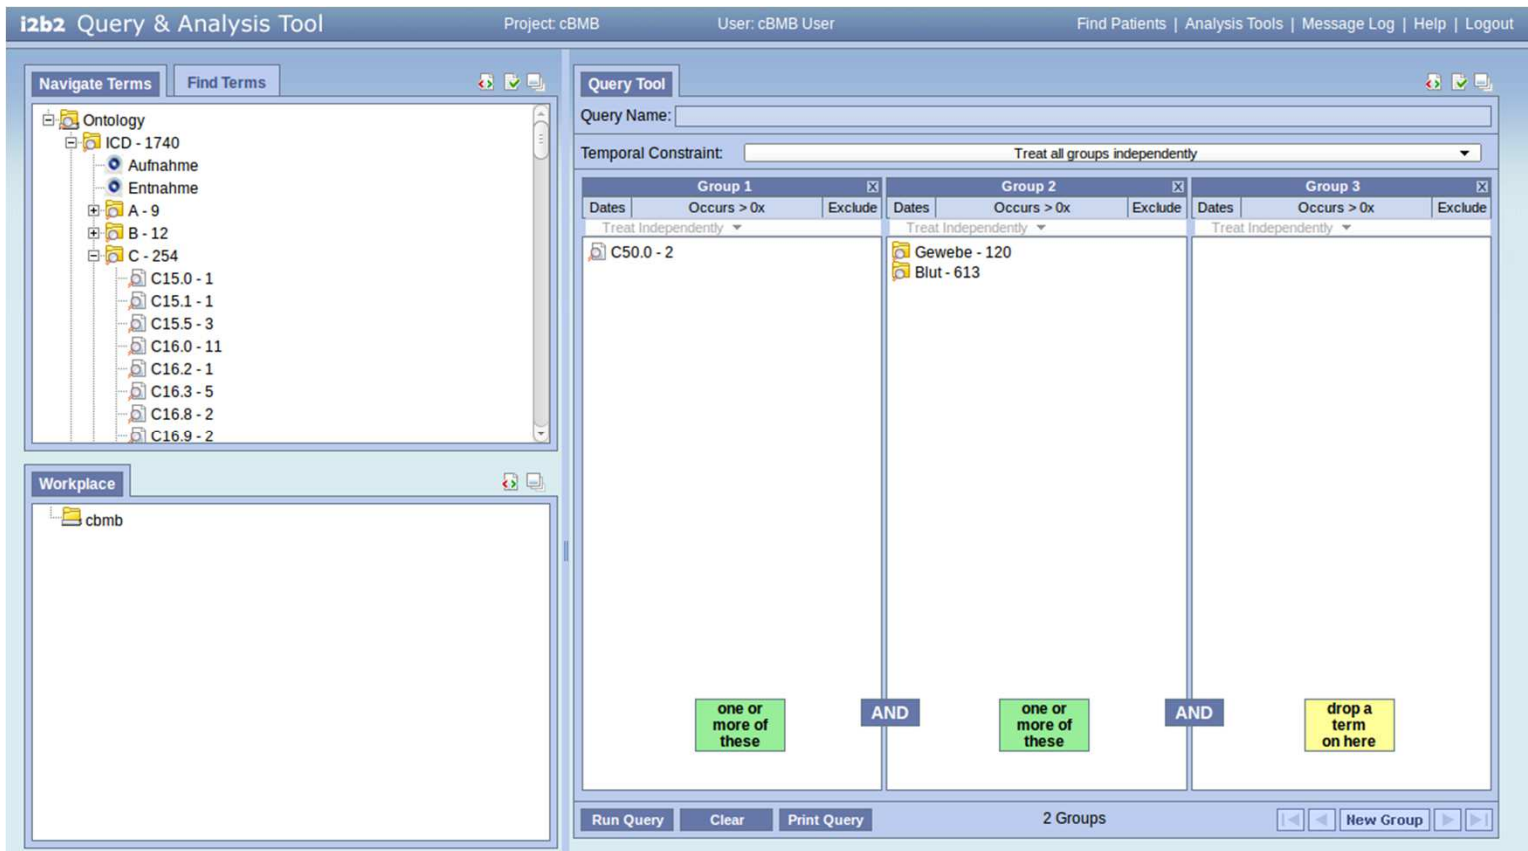 i2b2 Query & Analysis Tool Project: cBMB User: cBMB User Find Patients | Analysis Tools | Message Log | Help | Logout
Navigate Terms Find Terms
Ontology
ICD - 1740
Aufnahme
Entnahme
A - 9
B - 12
C - 254
C15.0 - 1
C15.1 - 1
C15.5 - 3
C16.0 - 11
C16.2 - 1
C16.3 - 5
C16.8 - 2
C16.9 - 2
Workplace
cbmb
Query Tool
Query Name:
Temporal Constraint: Treat all groups independently
Group 1 X Group 2 X Group 3 X
Dates Occurs > 0x Exclude Dates Occurs > 0x Exclude Dates Occurs > 0x Exclude
Treat Independently Treat Independently Treat Independently
C50.0 - 2 Gewebe - 120
Blut - 613
one or more of these AND one or more of these AND drop a term on here
Run Query Clear Print Query 2 Groups New Group